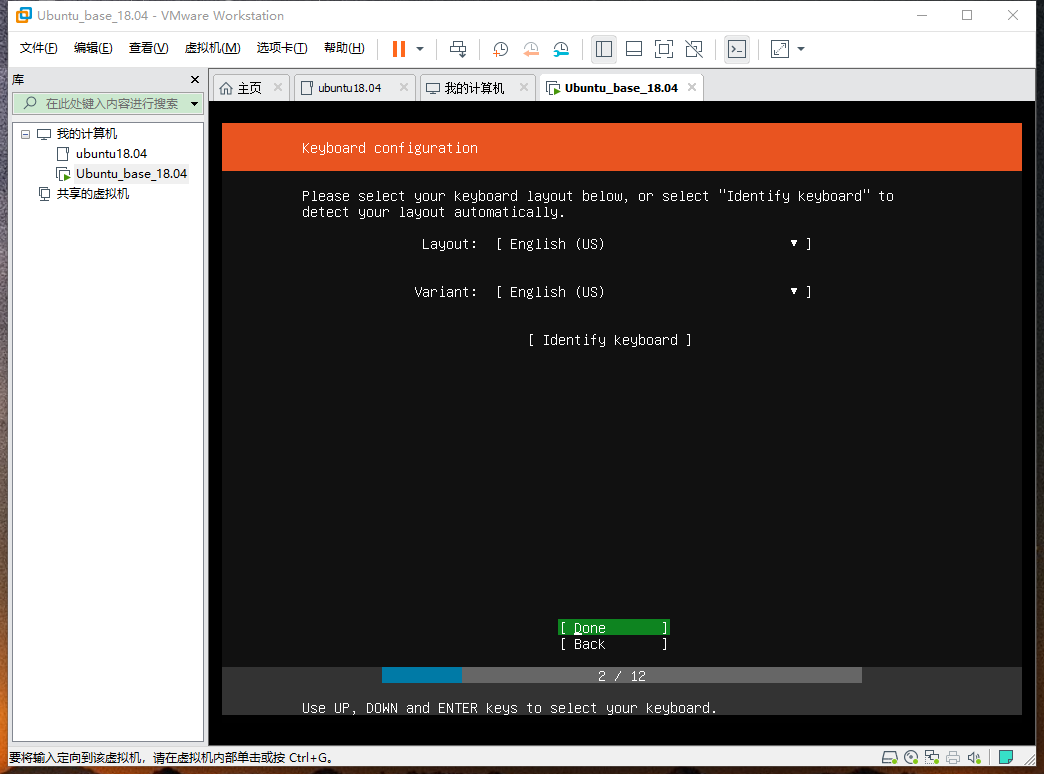 Ubuntu_base_18.04 - VMware Workstation
文件(F) 编辑(E) 查看(V) 虚拟机(M) 选项卡(T) 帮助(H)
库
主页 ubuntu18.04 我的计算机 Ubuntu_base_18.04
在此处键入内容进行搜索
我的计算机
ubuntu18.04
Ubuntu_base_18.04
共享的虚拟机
Keyboard configuration
Please select your keyboard layout below, or select "Identify keyboard" to
detect your layout automatically.
Layout: [ English (US) ▼ ]
Variant: [ English (US) ▼ ]
[ Identify keyboard ]
[ Done ]
[ Back ]
2 / 12
Use UP, DOWN and ENTER keys to select your keyboard.
要将输入定向到该虚拟机，请在虚拟机内部单击或按 Ctrl+G。